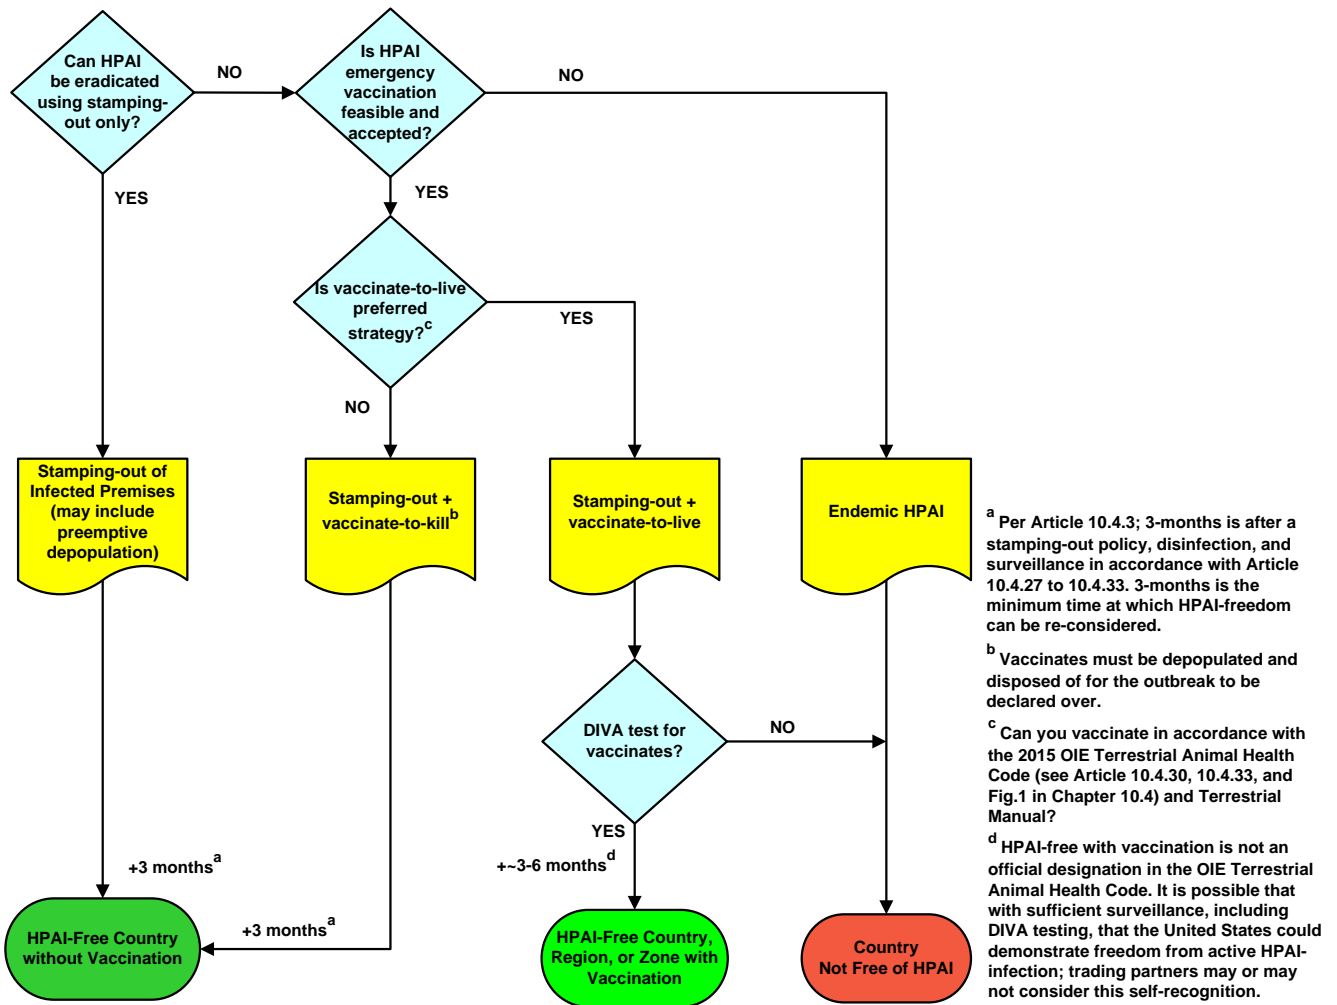 Can HPAI
be eradicated
using stamping-
out only?
NO
Is HPAI
emergency
vaccination
feasible and
accepted?
NO
YES
YES
Is vaccinate-to-live
preferred
strategy?c
YES
NO
Stamping-out of
Infected Premises
(may include
preemptive
depopulation)
Stamping-out +
vaccinate-to-killb
Stamping-out +
vaccinate-to-live
Endemic HPAI
DIVA test for
vaccinates?
NO
YES
+3 monthsa
+3 monthsa
+~3-6 monthsd
HPAI-Free Country
without Vaccination
HPAI-Free Country,
Region, or Zone with
Vaccination
Country
Not Free of HPAI
a Per Article 10.4.3; 3-months is after a
stamping-out policy, disinfection, and
surveillance in accordance with Article
10.4.27 to 10.4.33. 3-months is the
minimum time at which HPAI-freedom
can be re-considered.
b Vaccinates must be depopulated and
disposed of for the outbreak to be
declared over.
c Can you vaccinate in accordance with
the 2015 OIE Terrestrial Animal Health
Code (see Article 10.4.30, 10.4.33, and
Fig.1 in Chapter 10.4) and Terrestrial
Manual?
d HPAI-free with vaccination is not an
official designation in the OIE Terrestrial
Animal Health Code. It is possible that
with sufficient surveillance, including
DIVA testing, that the United States could
demonstrate freedom from active HPAI-
infection; trading partners may or may
not consider this self-recognition.